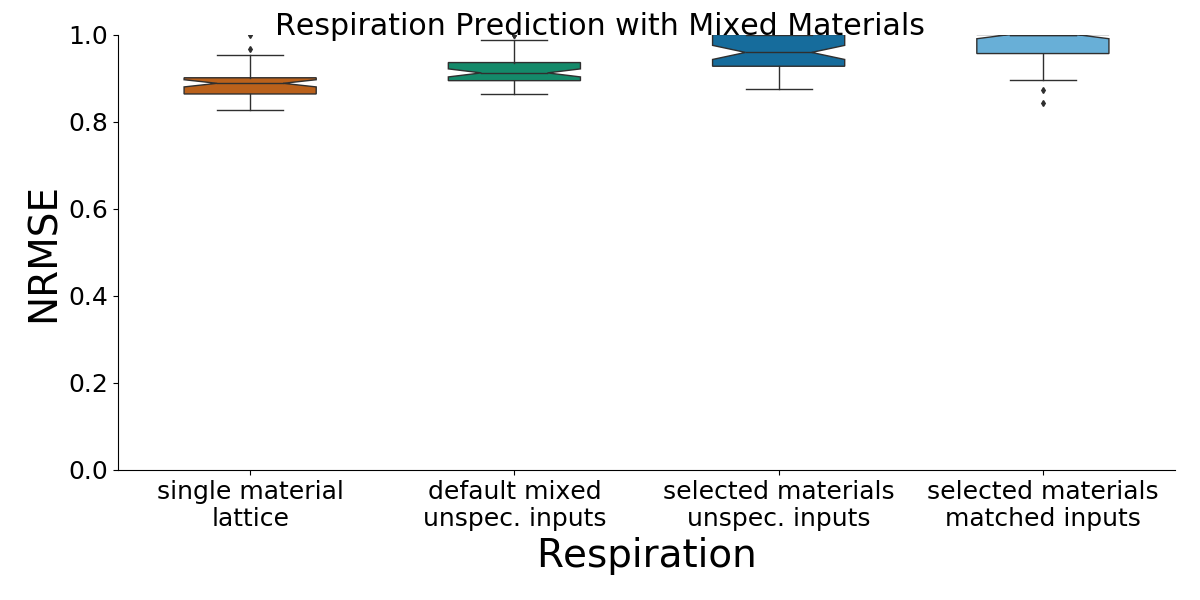 Respiration Prediction with Mixed Materials
1.0
0.8
0.6
0.4
0.2
0.0
NRMSE
single material
lattice
default mixed
unspec. inputs
selected materials
unspec. inputs
selected materials
matched inputs
Respiration